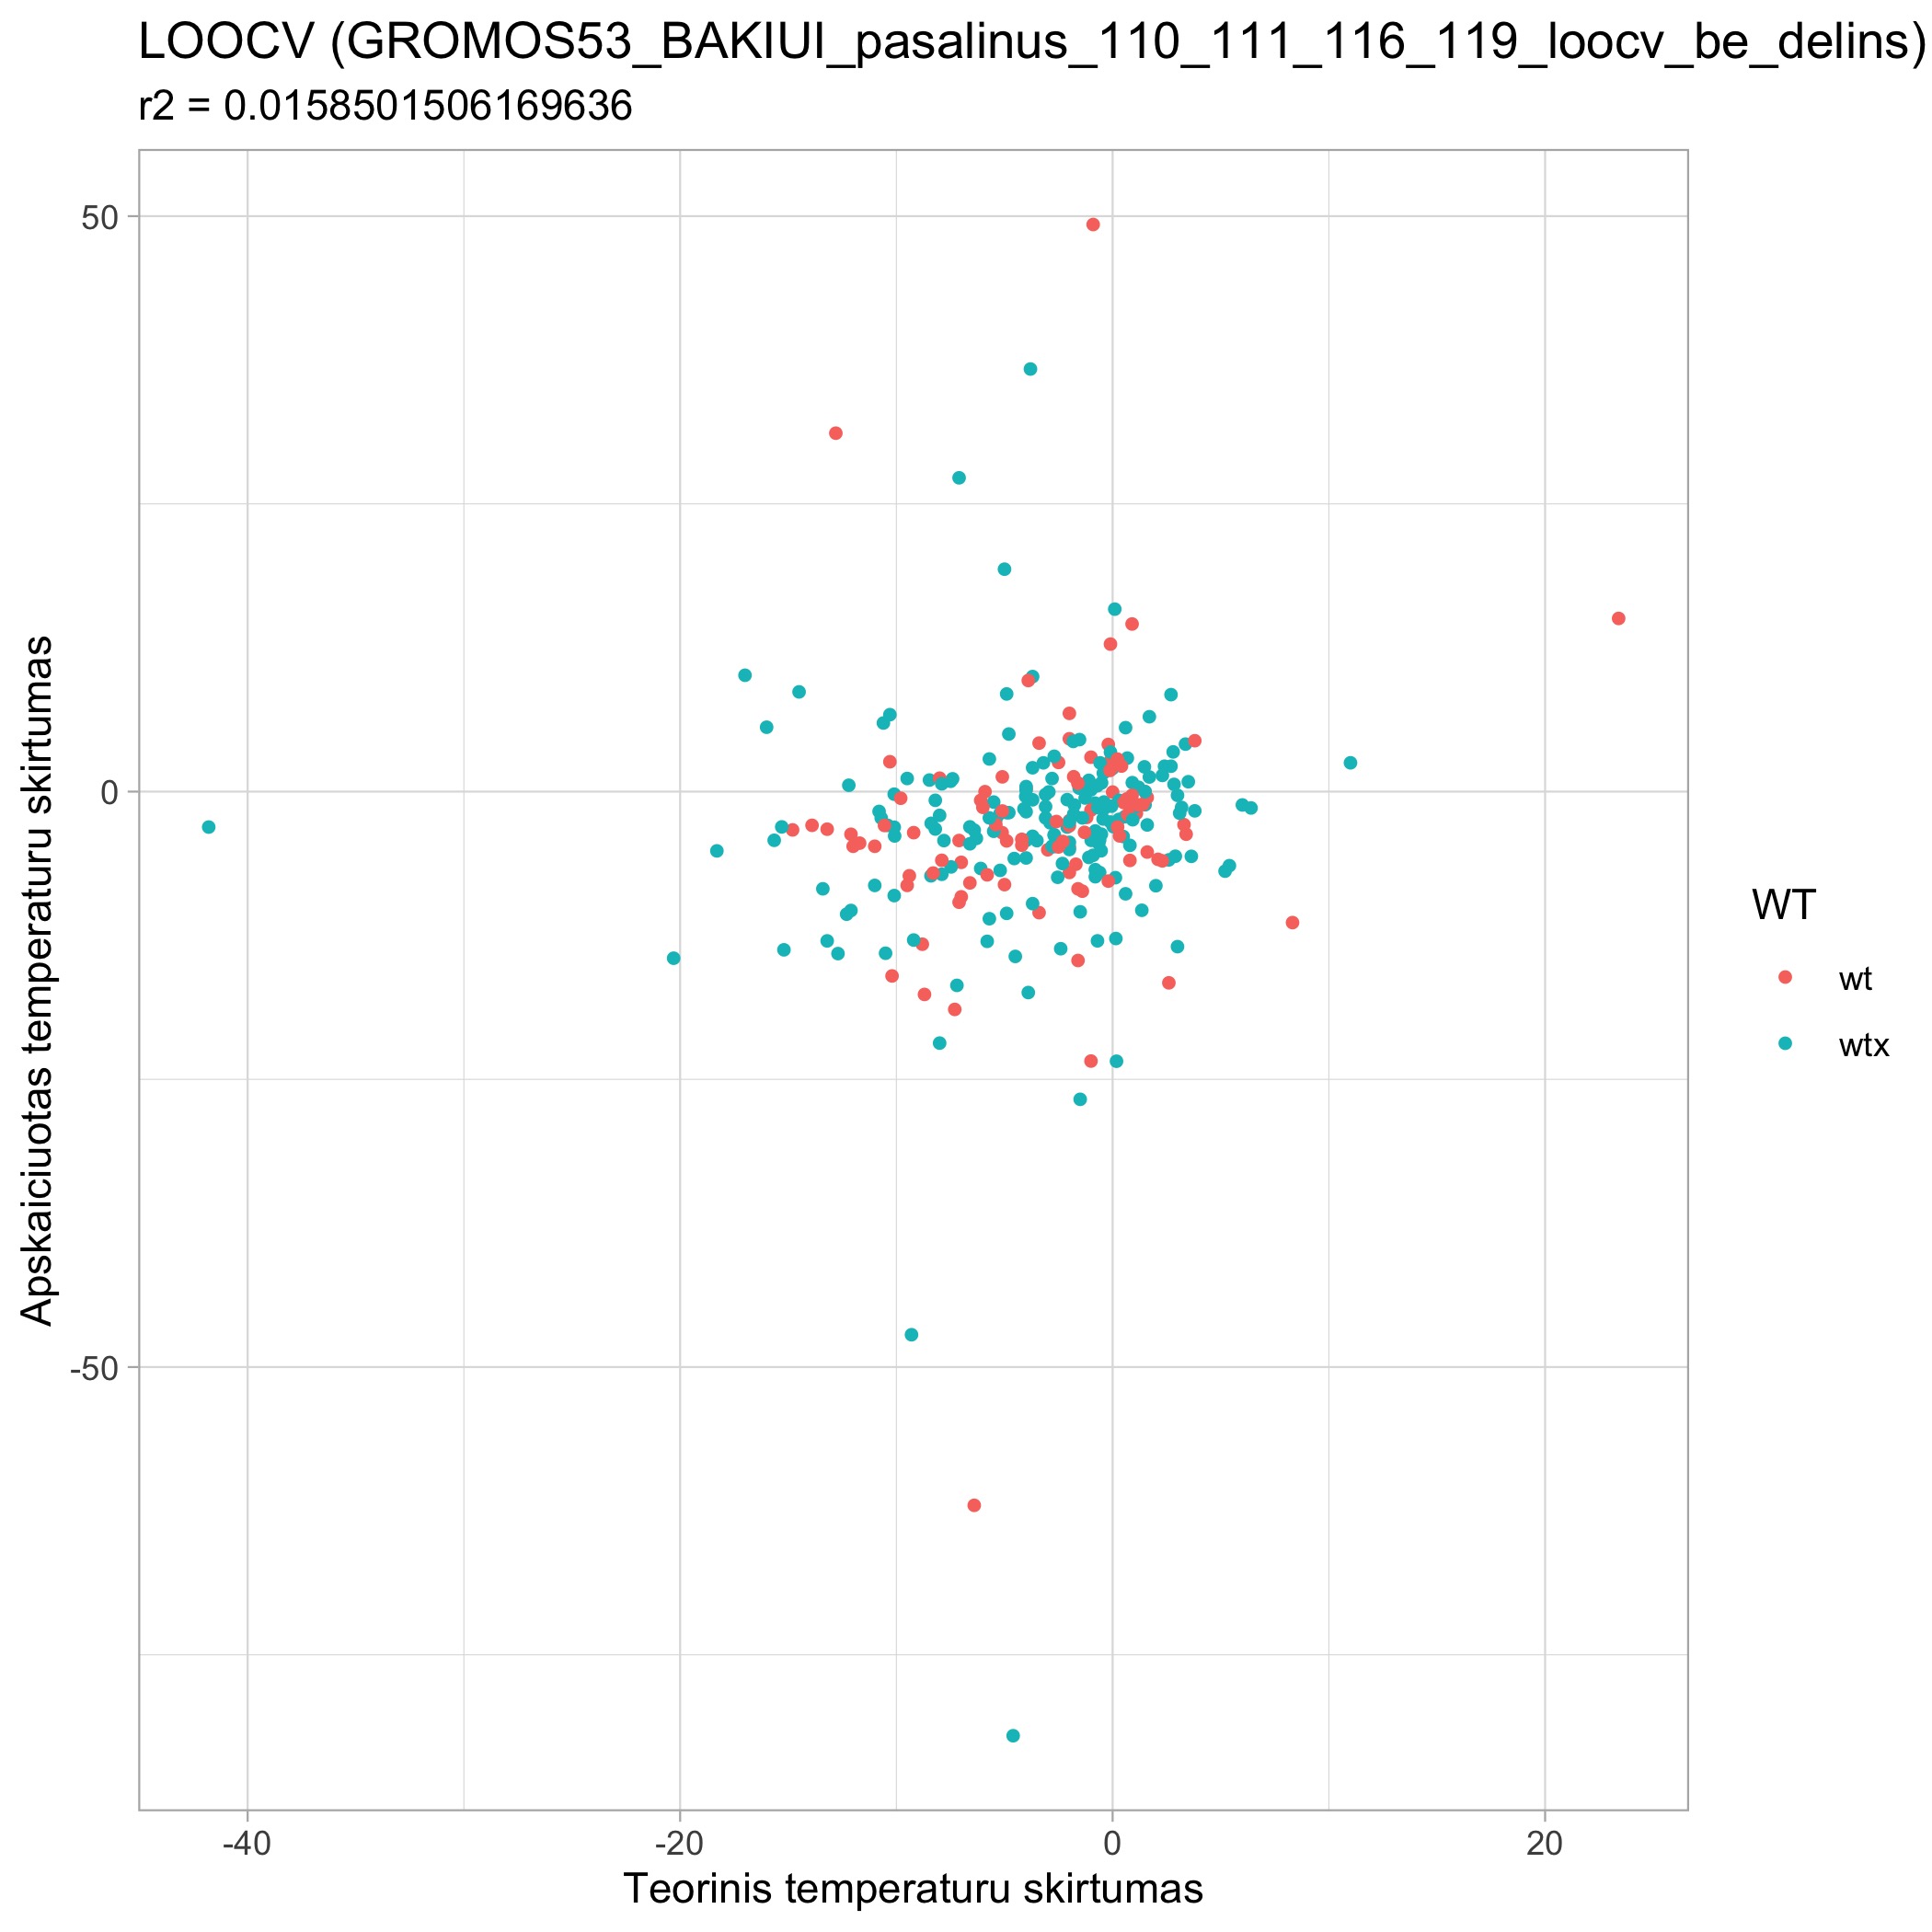 LOOCV (GROMOS53_BAKIUI_pasalinus_110_111_116_119_loocv_be_delins)
r2 = 0.0158501506169636
50
0
-50
Apskaiciuotas temperaturu skirtumas
-40
-20
0
20
Teorinis temperaturu skirtumas
WT
wt
wtx